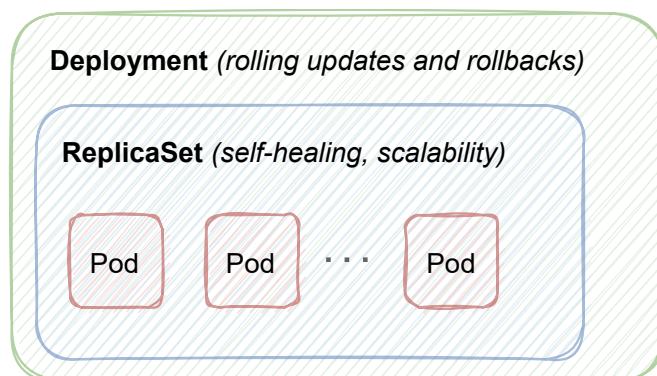 Deployment (rolling updates and rollbacks)
ReplicaSet (self-healing, scalability)
Pod Pod ... Pod